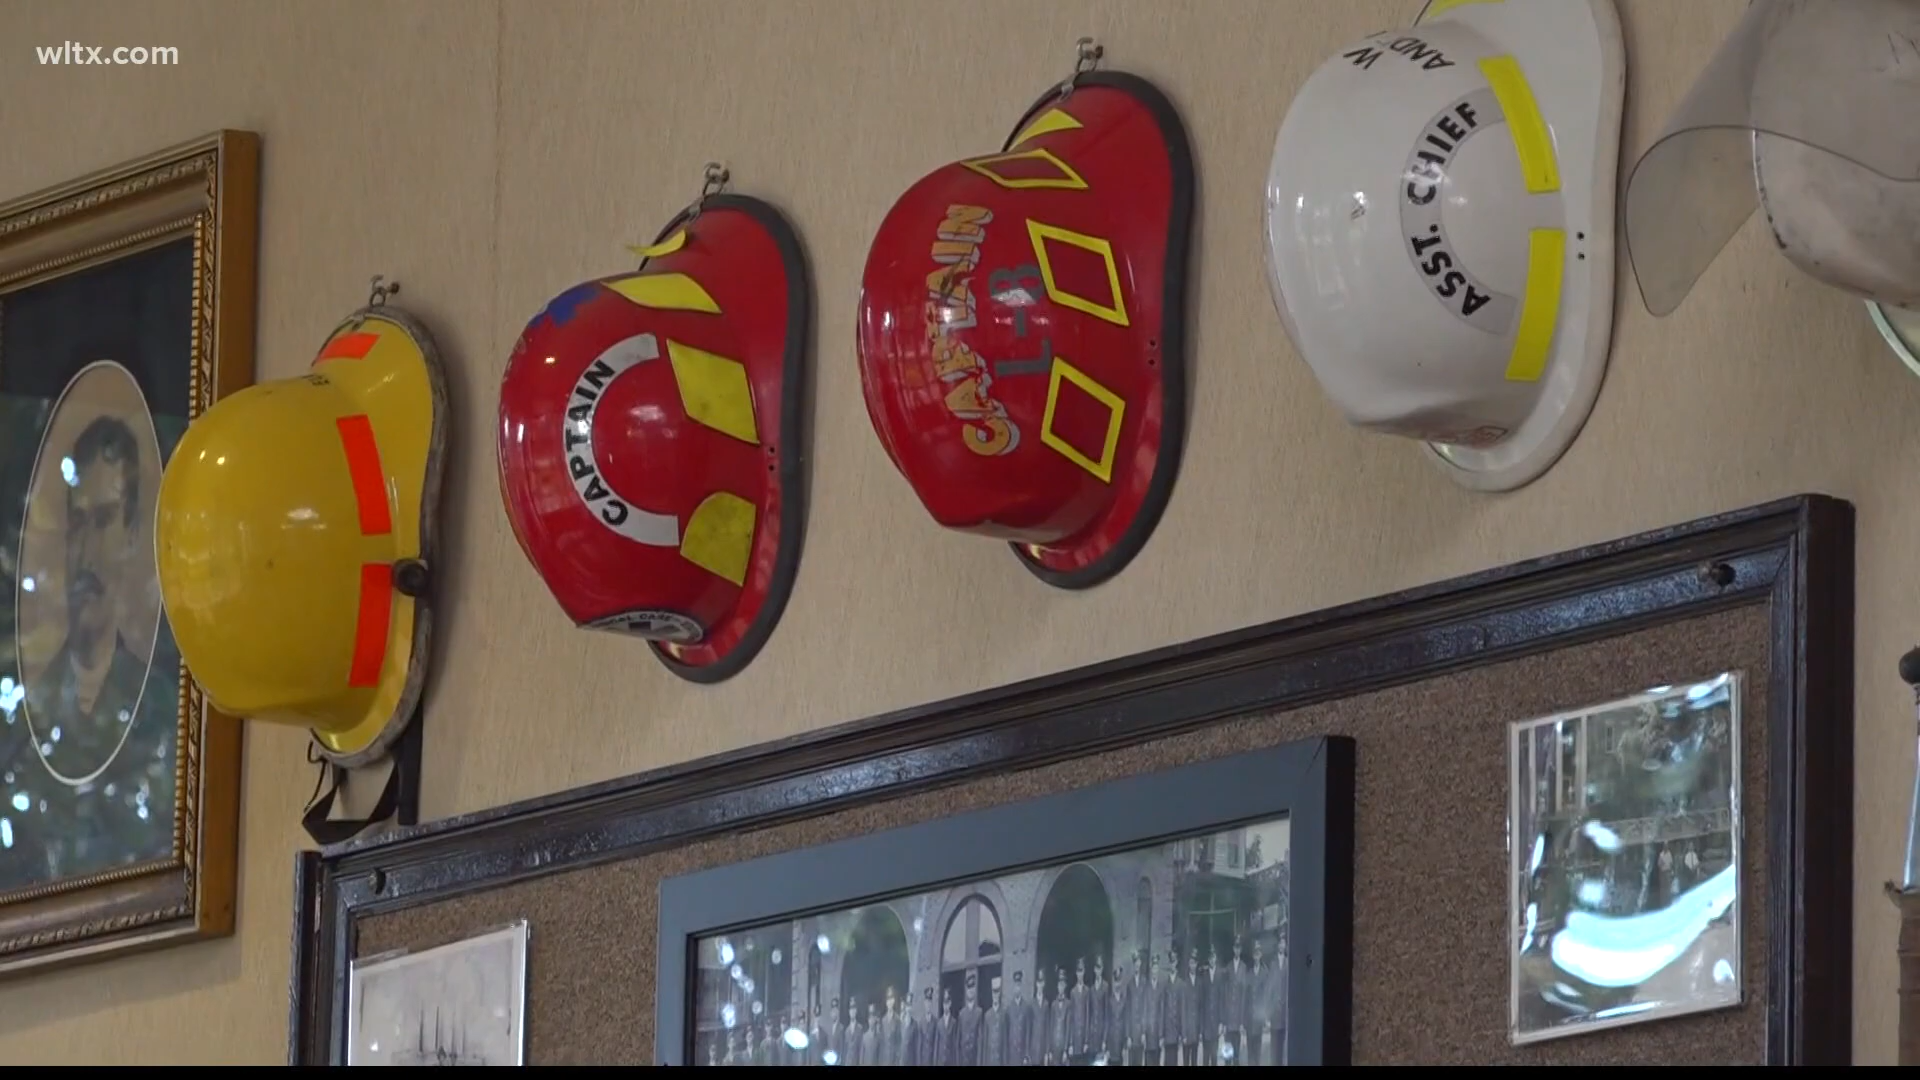 wltx.com
CAPTAIN
CAPTAIN
L-8
W
ASST. CHIEF